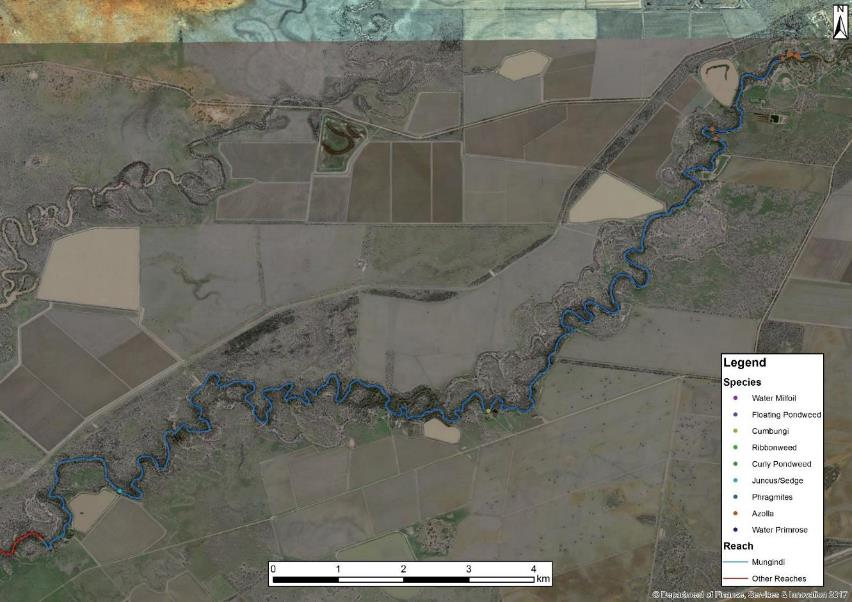 N
Legend
Species
Water Milfoil
Floating Pondweed
Cumbungi
Ribbonweed
Curly Pondweed
Juncus/Sedge
Phragmites
Azolla
Water Primrose
Reach
Mungindi
Other Reaches
0 1 2 3 4
km
© Department of Finance, Services & Innovation 2017